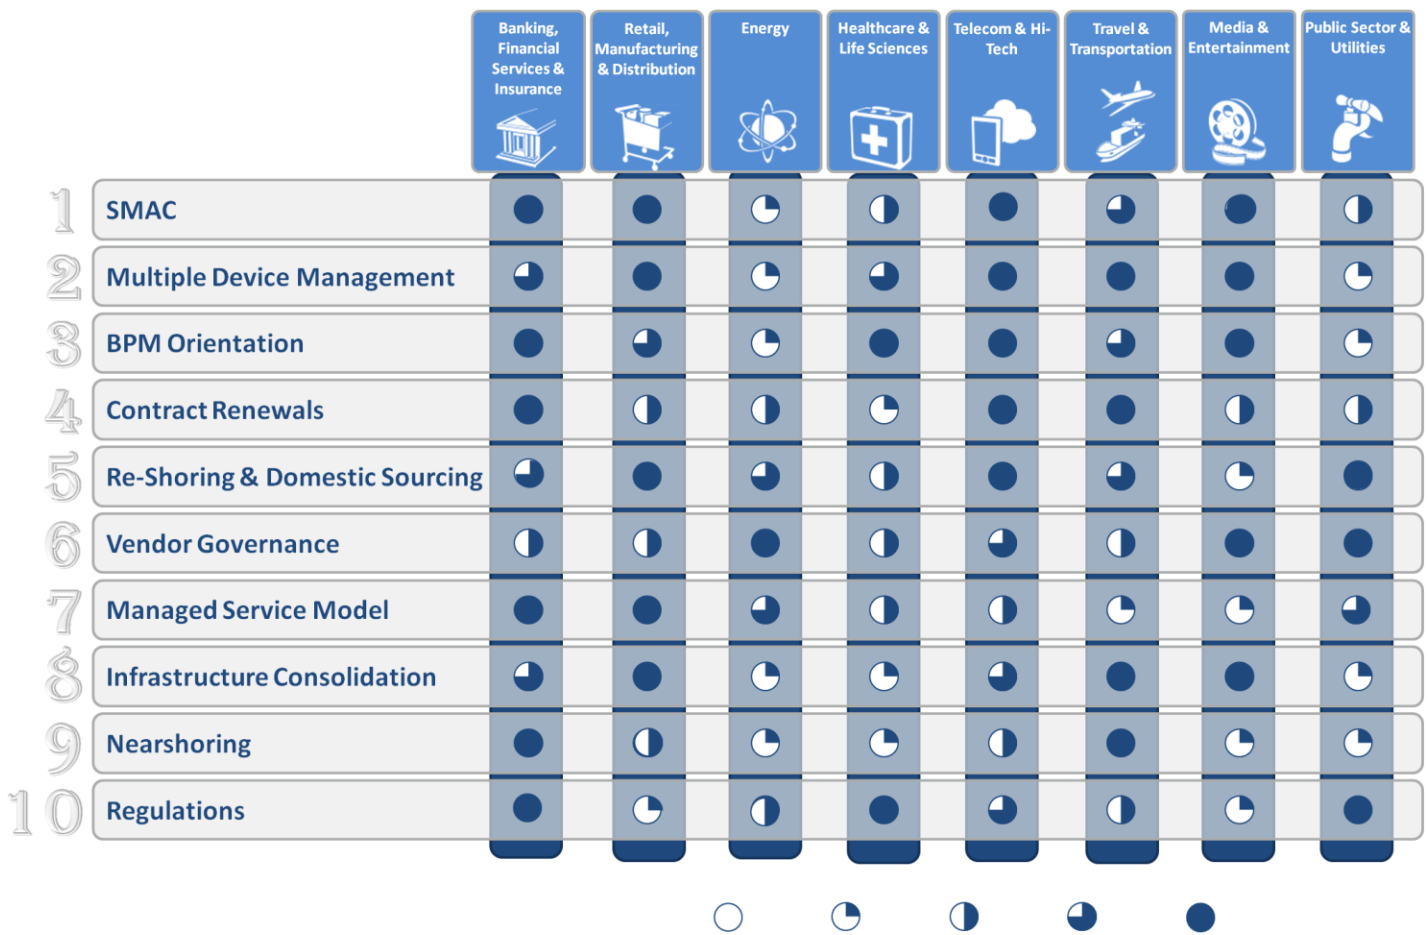 Banking,
Financial
Services &
Insurance
Retail,
Manufacturing
& Distribution
Energy
Healthcare &
Life Sciences
Telecom & Hi-
Tech
Travel &
Transportation
Media &
Entertainment
Public Sector &
Utilities
1 SMAC
2 Multiple Device Management
3 BPM Orientation
4 Contract Renewals
5 Re-Shoring & Domestic Sourcing
6 Vendor Governance
7 Managed Service Model
8 Infrastructure Consolidation
9 Nearshoring
10 Regulations